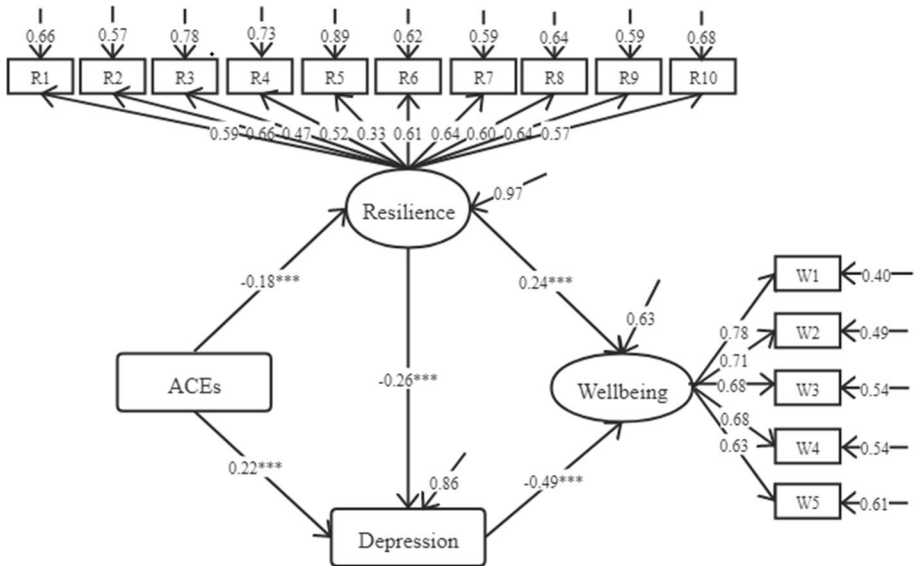 0.66 0.57 0.78 0.73 0.89 0.62 0.59 0.64 0.59 0.68
R1 R2 R3 R4 R5 R6 R7 R8 R9 R10
0.59 0.66 0.47 0.52 0.33 0.61 0.64 0.60 0.64 0.57
0.97
Resilience
-0.18***
0.24***
W1 0.40
0.63
0.78
W2 0.49
0.71
-0.26***
ACEs
Wellbeing
0.68
W3 0.54
0.68
0.63
W4 0.54
0.22***
0.86
-0.49***
W5 0.61
Depression